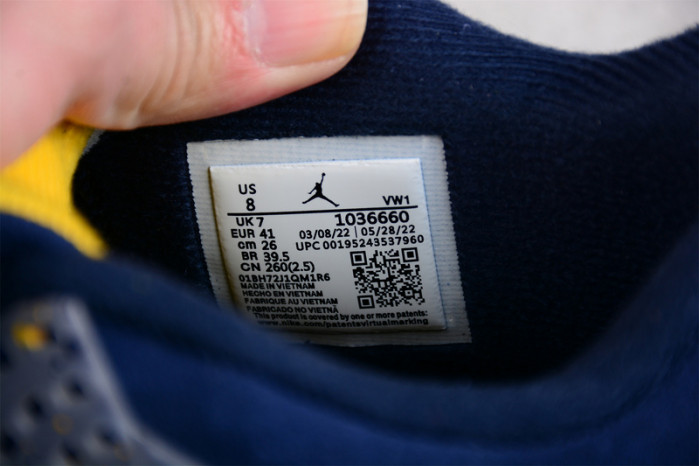 US
8
VW1
UK 7
1036660
EUR 41
03/08/22 | 05/28/22
cm 26
UPC 00195243537960
BR 39.5
CN 260(2.5)
01BH72J1QM1R6
MADE IN VIETNAM
HECHO EN VIETNAM
FABRIQUE AU VIETNAM
FABRICADO NO VIETNÃ
This product is covered by one or more patents:
www.nike.com/patentsvirtualmarking